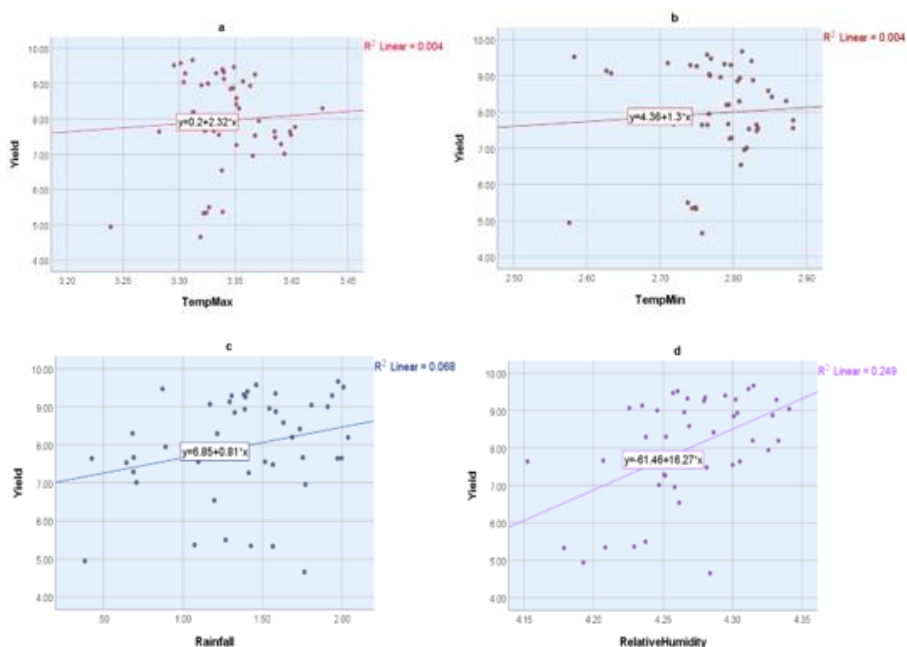 a
R² Linear = 0.004
10.00
9.00
8.00
7.00
6.00
5.00
4.00
Yield
y=0.2+2.32*x
3.20
3.25
3.30
3.35
3.40
3.45
TempMax
b
R² Linear = 0.004
10.00
9.00
8.00
7.00
6.00
5.00
4.00
Yield
y=4.36+1.3*x
2.50
2.60
2.70
2.80
2.90
TempMin
c
R² Linear = 0.068
10.00
9.00
8.00
7.00
6.00
5.00
4.00
Yield
y=6.85+0.81*x
.50
1.00
1.50
2.00
Rainfall
d
R² Linear = 0.249
10.00
9.00
8.00
7.00
6.00
5.00
4.00
Yield
y=-61.46+16.27*x
4.15
4.20
4.25
4.30
4.35
RelativeHumidity